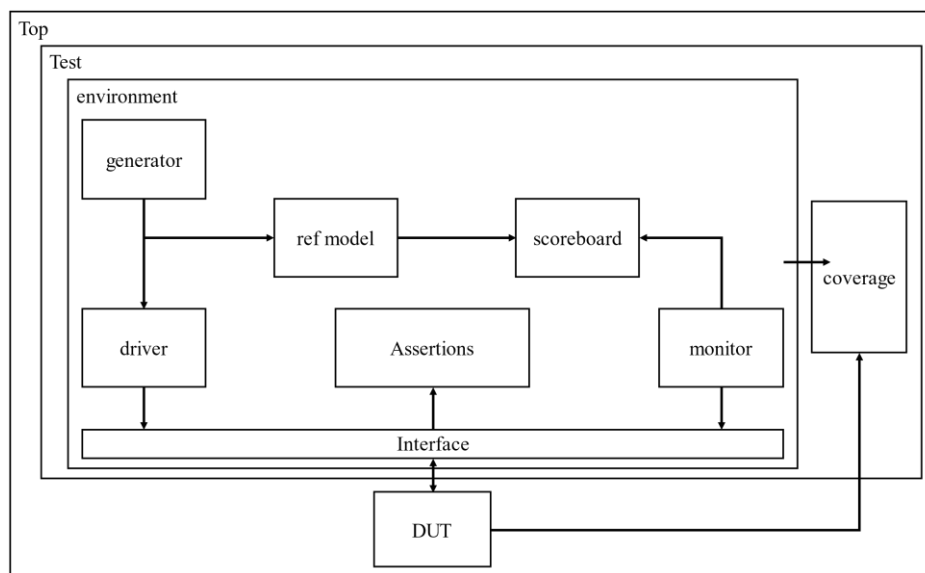 Top
Test
environment
generator
ref model
scoreboard
coverage
driver
Assertions
monitor
Interface
DUT